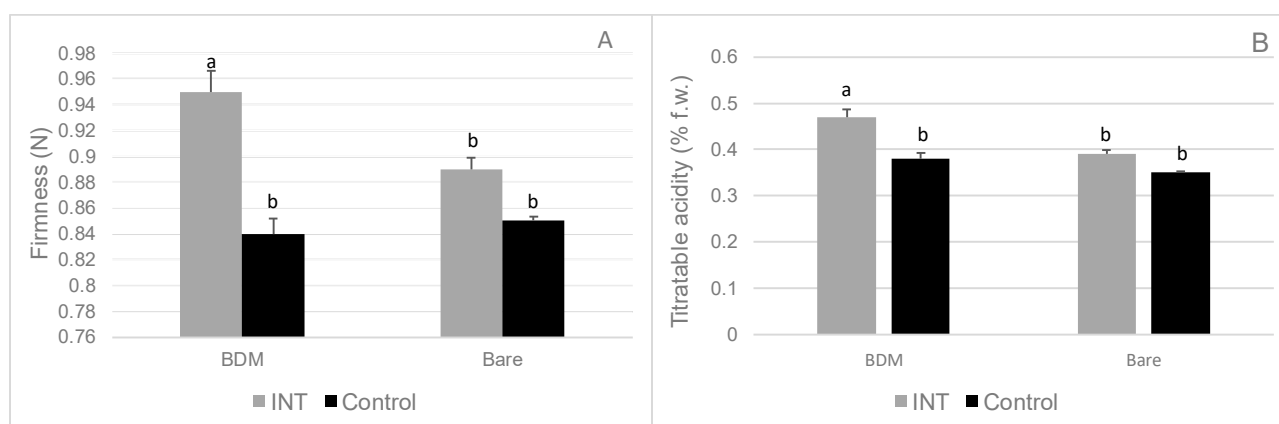 A
Firmness (N)
0.98
0.96
0.94
0.92
0.9
0.88
0.86
0.84
0.82
0.8
0.78
0.76
a
b
b
b
BDM
Bare
INT
Control
B
Titratable acidity (% f.w.)
0.6
0.5
0.4
0.3
0.2
0.1
0
a
b
b
b
BDM
Bare
INT
Control